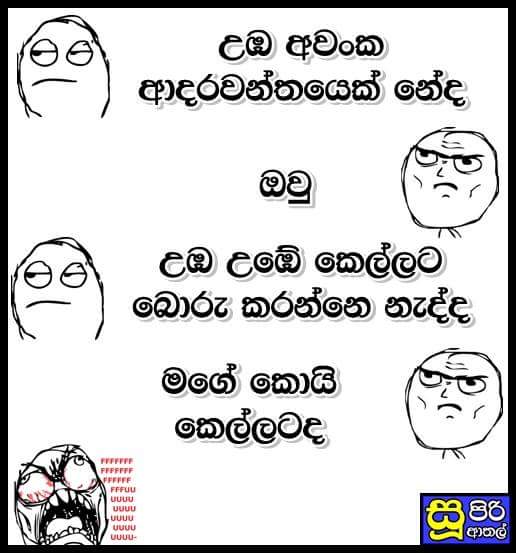 උඹ අවංක
ආදරවන්තයෙක් නේද
ඔවු
උඹ උඹේ කෙල්ලට
බොරු කරන්නෙ නැද්ද
මගේ කොයි
කෙල්ලටද
FFFFFFF
FFFFFFF
FFFFFF
FFFUU
UUUU
UUUU
UUUU
UUUU
UUUU-
සූපිරි
ආතල්